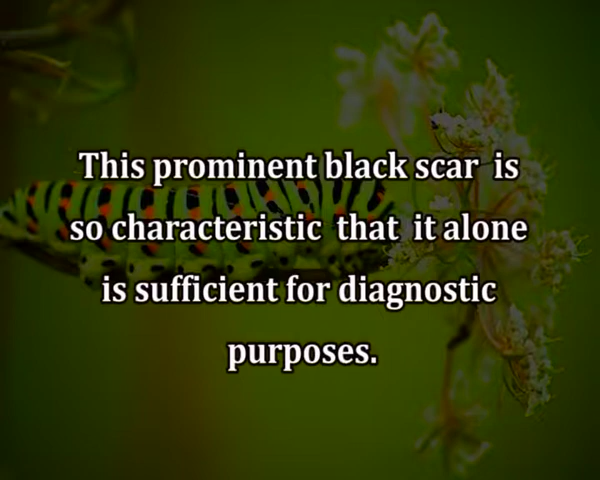 This prominent black scar is
so characteristic that it alone
is sufficient for diagnostic
purposes.